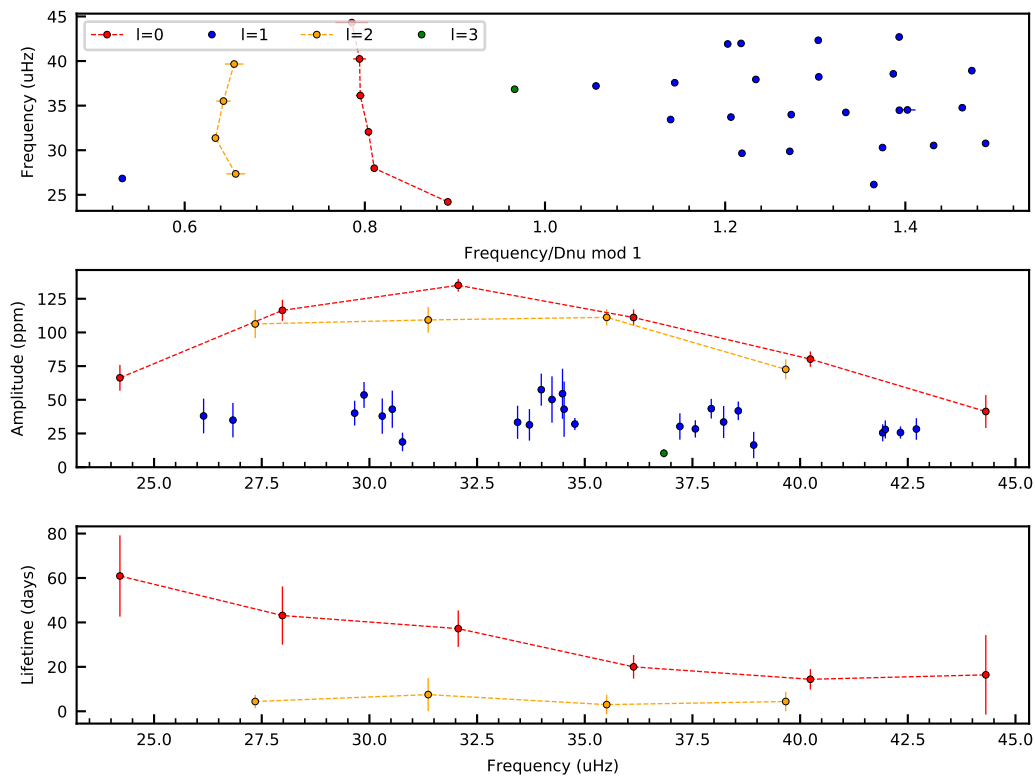 l=0 l=1 l=2 l=3
45
40
35
30
25
Frequency (uHz)
0.6 0.8 1.0 1.2 1.4
Frequency/Dnu mod 1
125
100
75
50
25
0
Amplitude (ppm)
25.0 27.5 30.0 32.5 35.0 37.5 40.0 42.5 45.0
80
60
40
20
0
Lifetime (days)
25.0 27.5 30.0 32.5 35.0 37.5 40.0 42.5 45.0
Frequency (uHz)